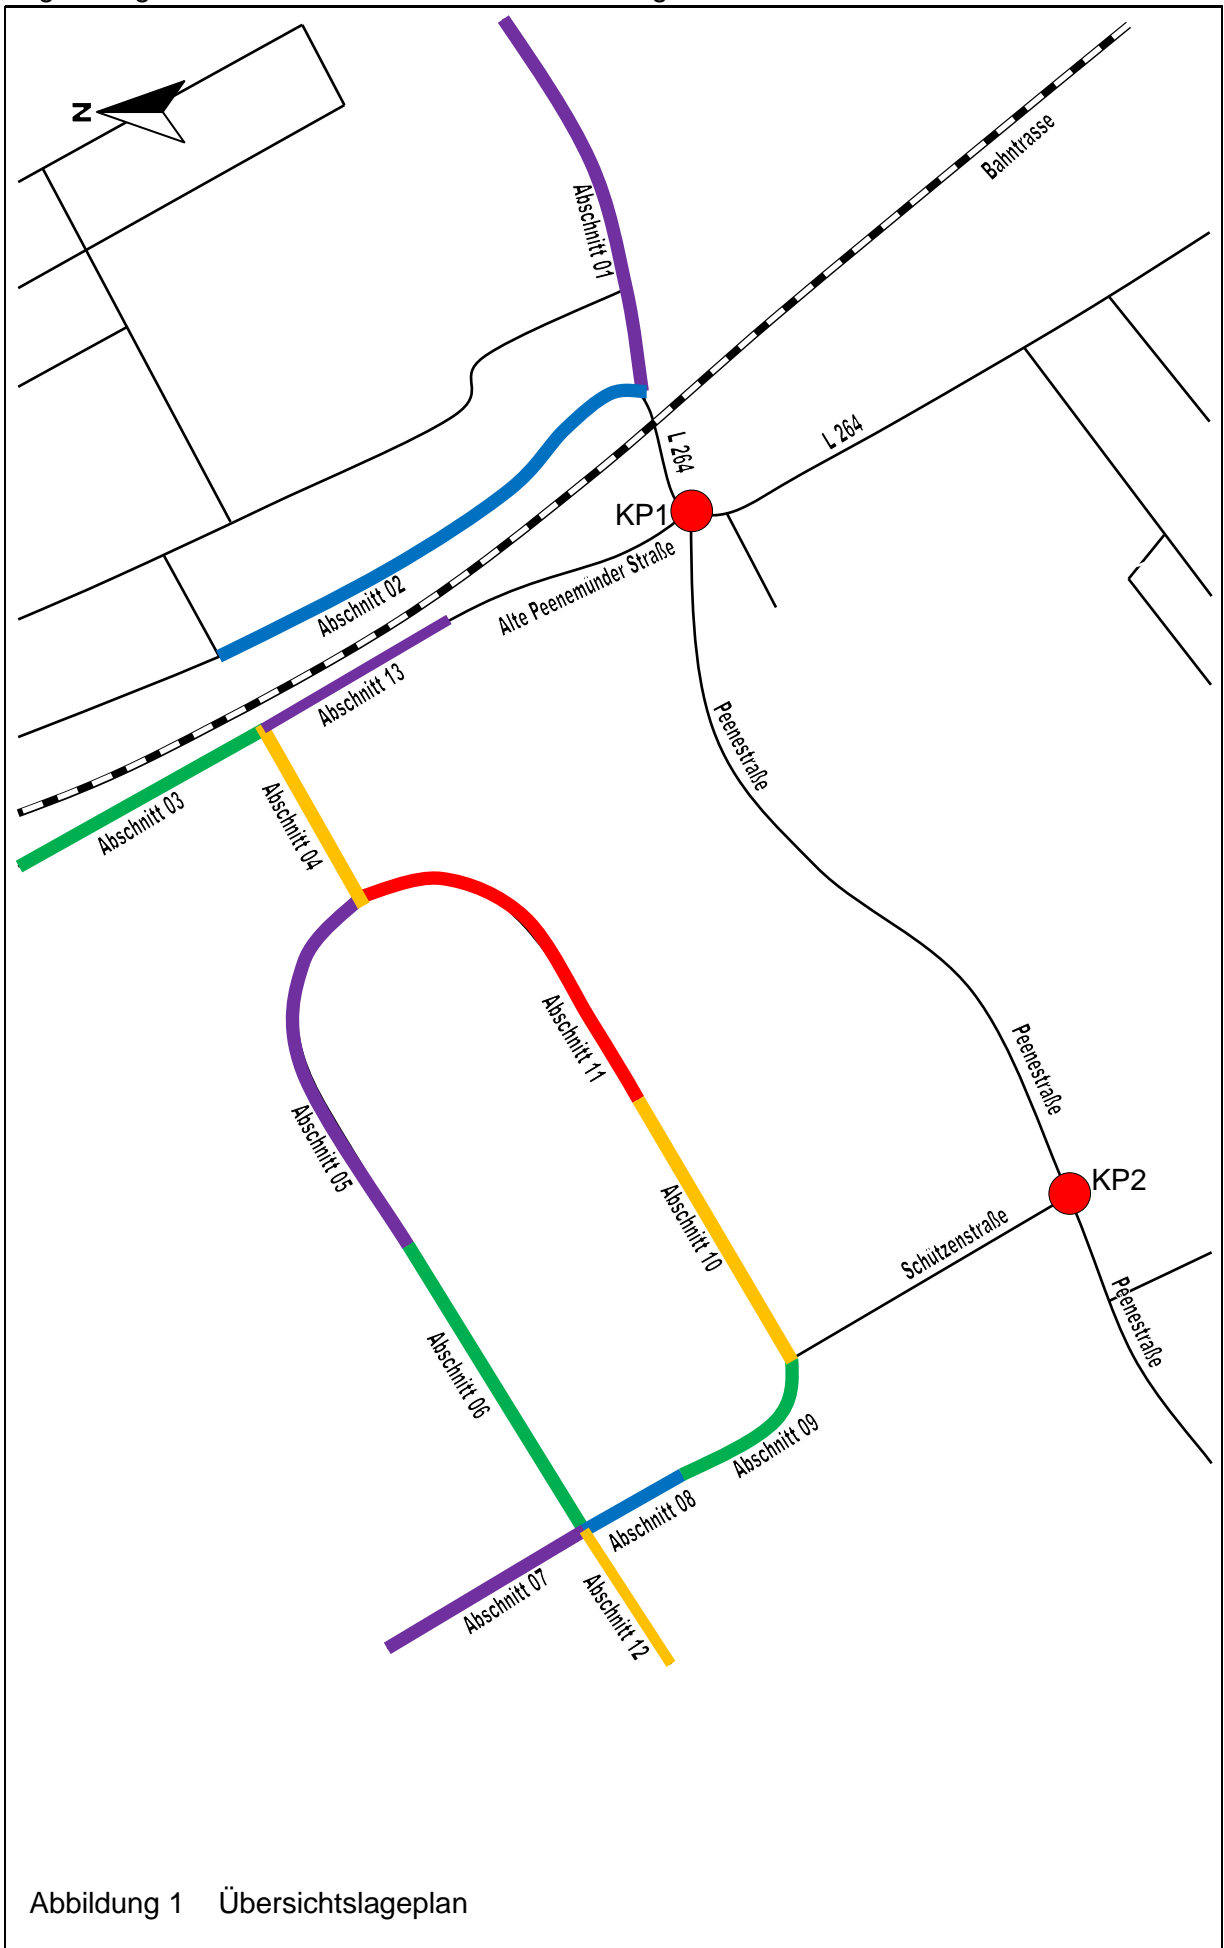 N
Abschnitt 01
Bahntrasse
L 264
L 264
KP1
Alte Peenemünder Straße
Abschnitt 02
Abschnitt 13
Abschnitt 03
Abschnitt 04
Peenestraße
Abschnitt 11
Abschnitt 05
Peenestraße
KP2
Abschnitt 10
Schützenstraße
Peenestraße
Abschnitt 06
Abschnitt 09
Abschnitt 08
Abschnitt 07
Abschnitt 12
Abbildung 1 Übersichtslageplan